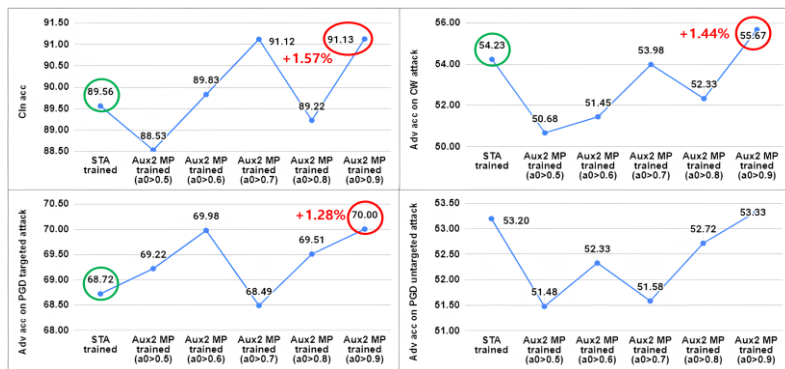 Cln acc
91.50
91.00
90.50
90.00
89.50
89.00
88.50
89.56
88.53
89.83
91.12
89.22
91.13
+1.57%
STA trained
Aux2 MP trained (a0>0.5)
Aux2 MP trained (a0>0.6)
Aux2 MP trained (a0>0.7)
Aux2 MP trained (a0>0.8)
Aux2 MP trained (a0>0.9)
Adv acc on CW attack
56.00
54.00
52.00
50.00
54.23
50.68
51.45
53.98
52.33
55.67
+1.44%
STA trained
Aux2 MP trained (a0>0.5)
Aux2 MP trained (a0>0.6)
Aux2 MP trained (a0>0.7)
Aux2 MP trained (a0>0.8)
Aux2 MP trained (a0>0.9)
Adv acc on PGD targeted attack
70.50
70.00
69.50
69.00
68.50
68.00
68.72
69.22
69.98
68.49
69.51
70.00
+1.28%
STA trained
Aux2 MP trained (a0>0.5)
Aux2 MP trained (a0>0.6)
Aux2 MP trained (a0>0.7)
Aux2 MP trained (a0>0.8)
Aux2 MP trained (a0>0.9)
Adv acc on PGD untargeted attack
53.50
53.00
52.50
52.00
51.50
51.00
53.20
51.48
52.33
51.58
52.72
53.33
STA trained
Aux2 MP trained (a0>0.5)
Aux2 MP trained (a0>0.6)
Aux2 MP trained (a0>0.7)
Aux2 MP trained (a0>0.8)
Aux2 MP trained (a0>0.9)